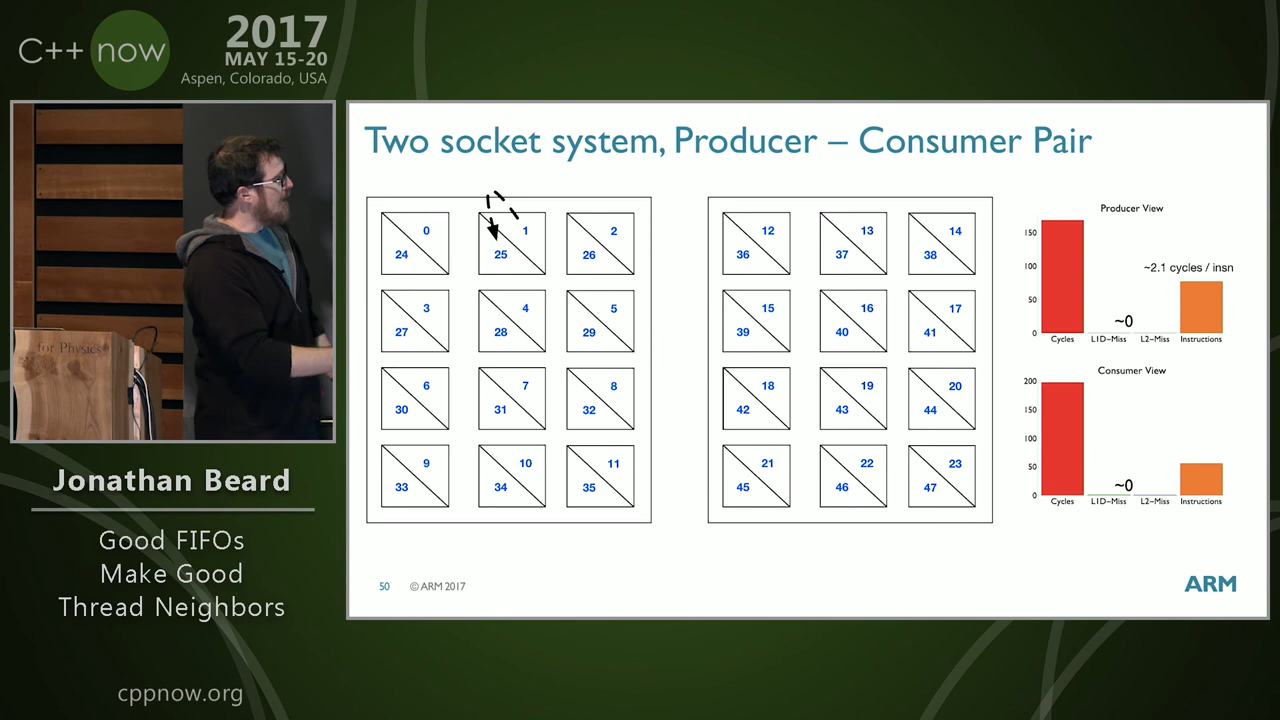 C++ now
2017
MAY 15-20
Aspen, Colorado, USA
for Physics
Jonathan Beard
Good FIFOs
Make Good
Thread Neighbors
cppnow.org
Two socket system, Producer – Consumer Pair
0 1 2
24 25 26
3 4 5
27 28 29
6 7 8
30 31 32
9 10 11
33 34 35
12 13 14
36 37 38
15 16 17
39 40 41
18 19 20
42 43 44
21 22 23
45 46 47
Producer View
150
100
50
0
~2.1 cycles / insn
~0
Cycles L1D-Miss L2-Miss Instructions
Consumer View
200
150
100
50
0
~0
Cycles L1D-Miss L2-Miss Instructions
50 © ARM 2017
ARM